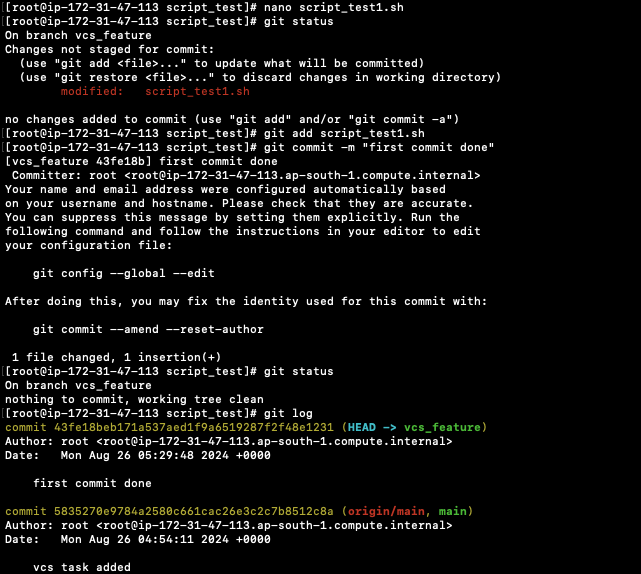 [root@ip-172-31-47-113 script_test]# nano script_test1.sh
[root@ip-172-31-47-113 script_test]# git status
On branch vcs_feature
Changes not staged for commit:
  (use "git add <file>..." to update what will be committed)
  (use "git restore <file>..." to discard changes in working directory)
        modified:   script_test1.sh

no changes added to commit (use "git add" and/or "git commit -a")
[root@ip-172-31-47-113 script_test]# git add script_test1.sh
[root@ip-172-31-47-113 script_test]# git commit -m "first commit done"
[vcs_feature 43fe18b] first commit done
 Committer: root <root@ip-172-31-47-113.ap-south-1.compute.internal>
Your name and email address were configured automatically based
on your username and hostname. Please check that they are accurate.
You can suppress this message by setting them explicitly. Run the
following command and follow the instructions in your editor to edit
your configuration file:

    git config --global --edit

After doing this, you may fix the identity used for this commit with:

    git commit --amend --reset-author

 1 file changed, 1 insertion(+)
[root@ip-172-31-47-113 script_test]# git status
On branch vcs_feature
nothing to commit, working tree clean
[root@ip-172-31-47-113 script_test]# git log
commit 43fe18beb171a537aed1f9a6519287f2f48e1231 (HEAD -> vcs_feature)
Author: root <root@ip-172-31-47-113.ap-south-1.compute.internal>
Date:   Mon Aug 26 05:29:48 2024 +0000

    first commit done

commit 5835270e9784a2580c661cac26e3c2c7b8512c8a (origin/main, main)
Author: root <root@ip-172-31-47-113.ap-south-1.compute.internal>
Date:   Mon Aug 26 04:54:11 2024 +0000

    vcs task added